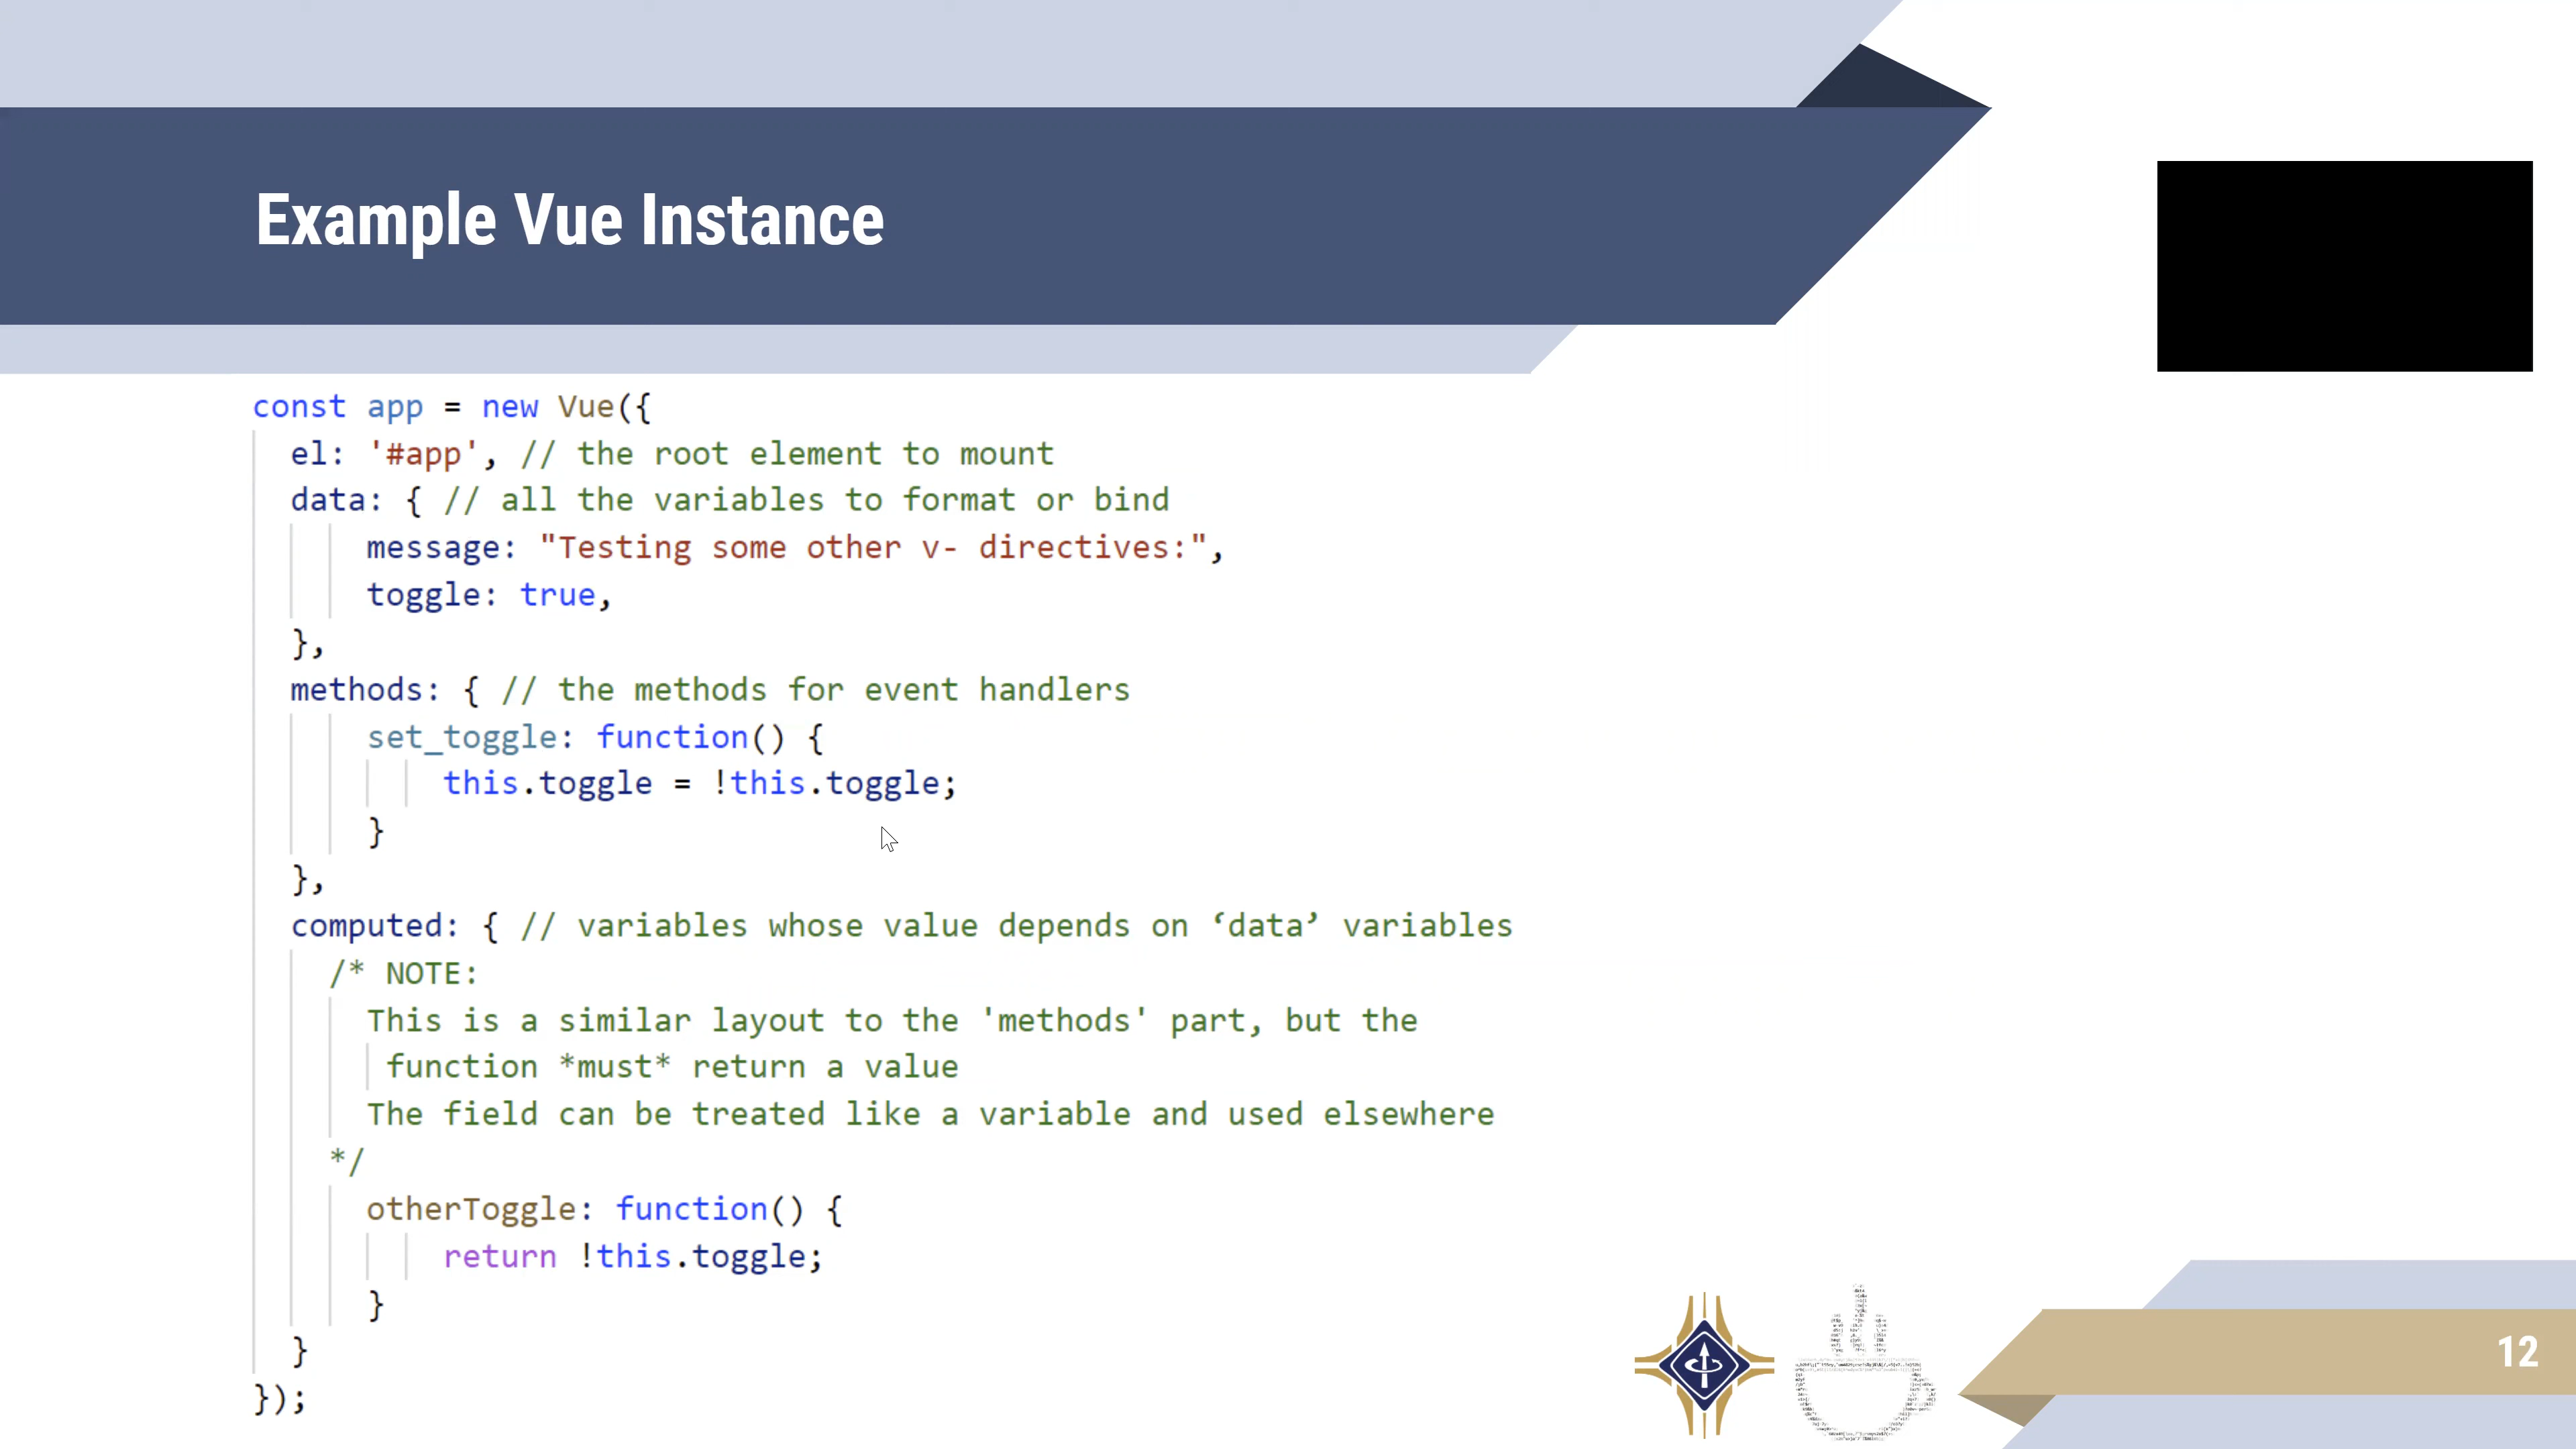 Example Vue Instance
const app = new Vue({
el: '#app', // the root element to mount
data: { // all the variables to format or bind
message: "Testing some other v- directives:",
toggle: true,
},
methods: { // the methods for event handlers
set_toggle: function() {
this.toggle = !this.toggle;
}
},
computed: { // variables whose value depends on ‘data’ variables
/* NOTE:
This is a similar layout to the 'methods' part, but the
function *must* return a value
The field can be treated like a variable and used elsewhere
*/
otherToggle: function() {
return !this.toggle;
}
}
});
12